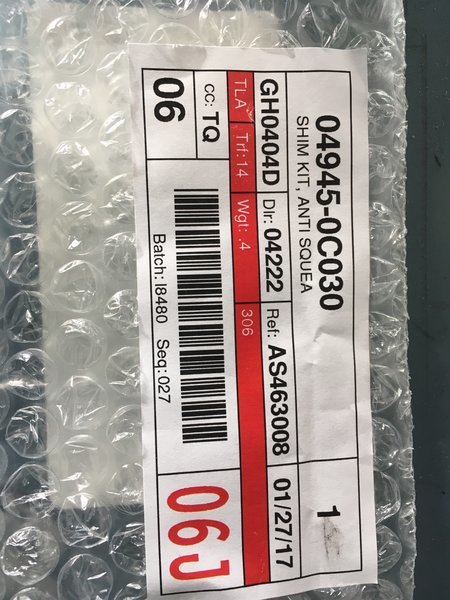 04945-0C030 1
SHIM KIT, ANTI SQUEA
GH0404D Dlr: 04222 Ref: AS463008 01/27/17
TLA Trf: 14 Wgt: .4 306
CC: TQ
06
Batch: I8480 Seq: 027
06J